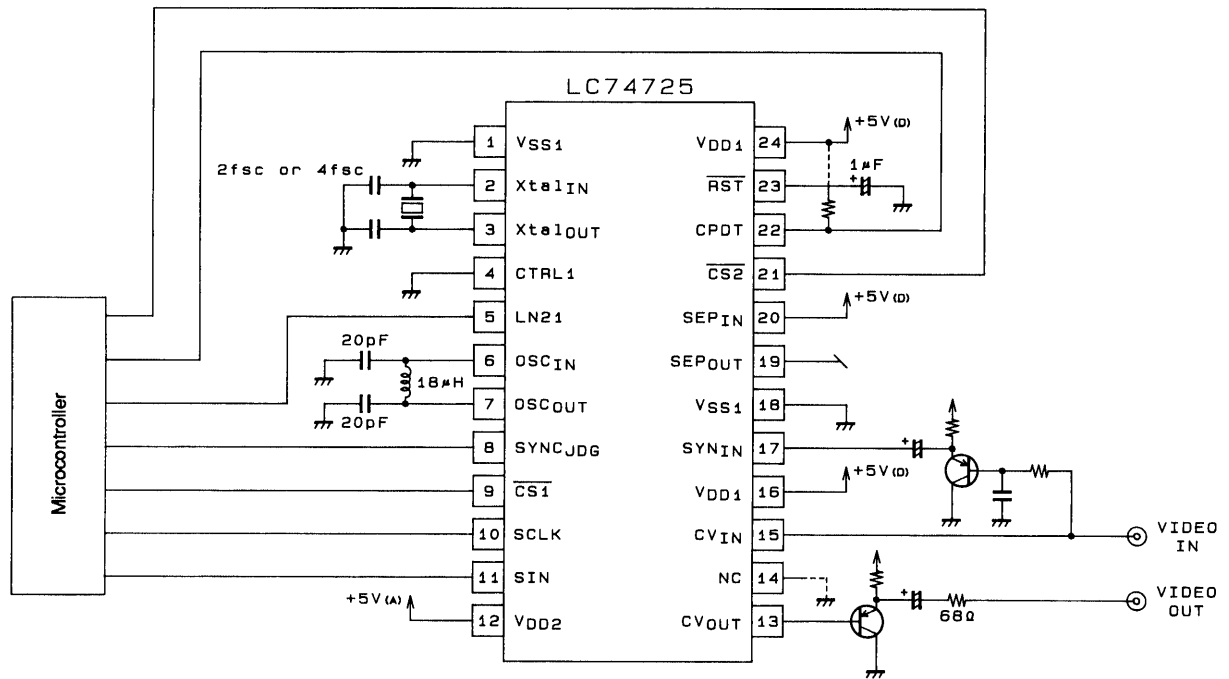 LC74725
2fsc or 4fsc
1 VSS1
2 XtalIN
3 XtalOUT
4 CTRL1
5 LN21
6 OSCIN
7 OSCOUT
8 SYNCJDG
9 CS1
10 SCLK
11 SIN
12 VDD2
20pF
18μH
20pF
+5V(A)
Microcontroller
VDD1 24
RST 23
CPDT 22
CS2 21
SEPIN 20
SEPOUT 19
VSS1 18
SYNIN 17
VDD1 16
CVIN 15
NC 14
CVOUT 13
+5V(D)
1μF
+
+5V(D)
+
+5V(D)
+
68Ω
VIDEO
IN
VIDEO
OUT